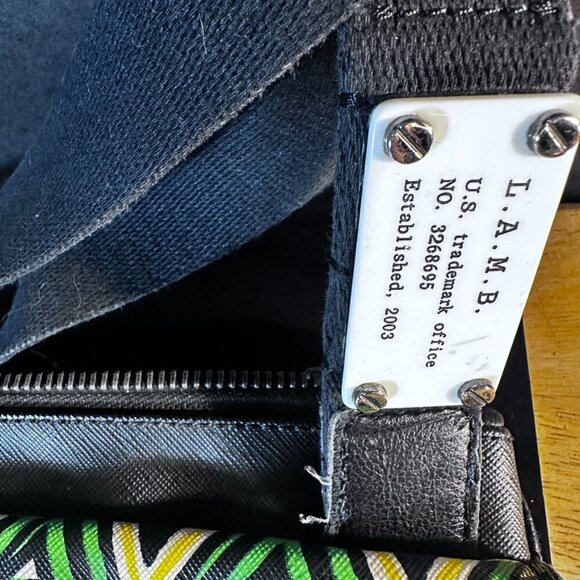 L.A.M.B.
U.S. trademark office
NO. 3268695
Established, 2003